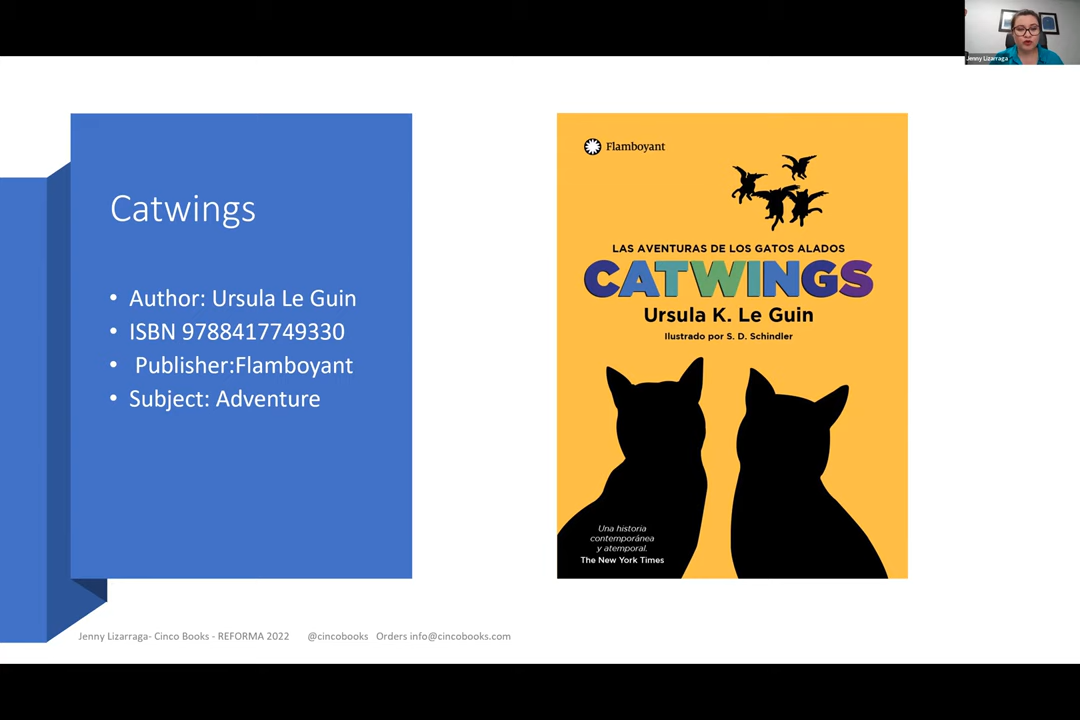 Jenny Lizarraga
Catwings
• Author: Ursula Le Guin
• ISBN 9788417749330
• Publisher:Flamboyant
• Subject: Adventure
Flamboyant
LAS AVENTURAS DE LOS GATOS ALADOS
CATWINGS
Ursula K. Le Guin
Ilustrado por S. D. Schindler
Una historia
contemporánea
y atemporal.
The New York Times
Jenny Lizarraga- Cinco Books - REFORMA 2022 @cincobooks Orders info@cincobooks.com